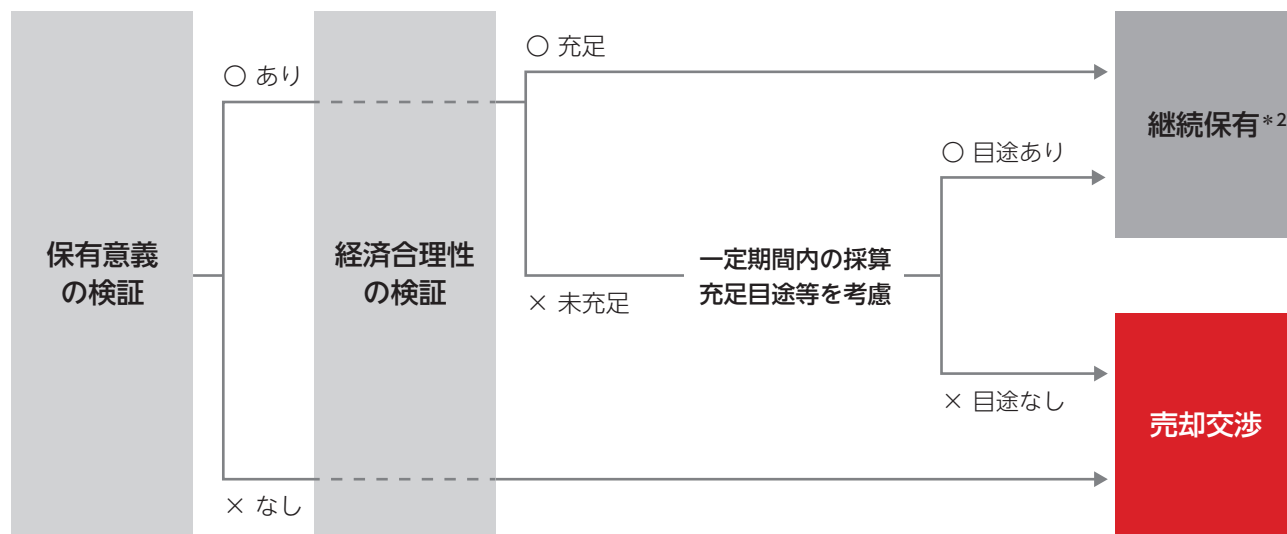 保有意義
の検証
○ あり
× なし
経済合理性
の検証
○ 充足
× 未充足
一定期間内の採算
充足目途等を考慮
○ 目途あり
× 目途なし
継続保有*2
売却交渉